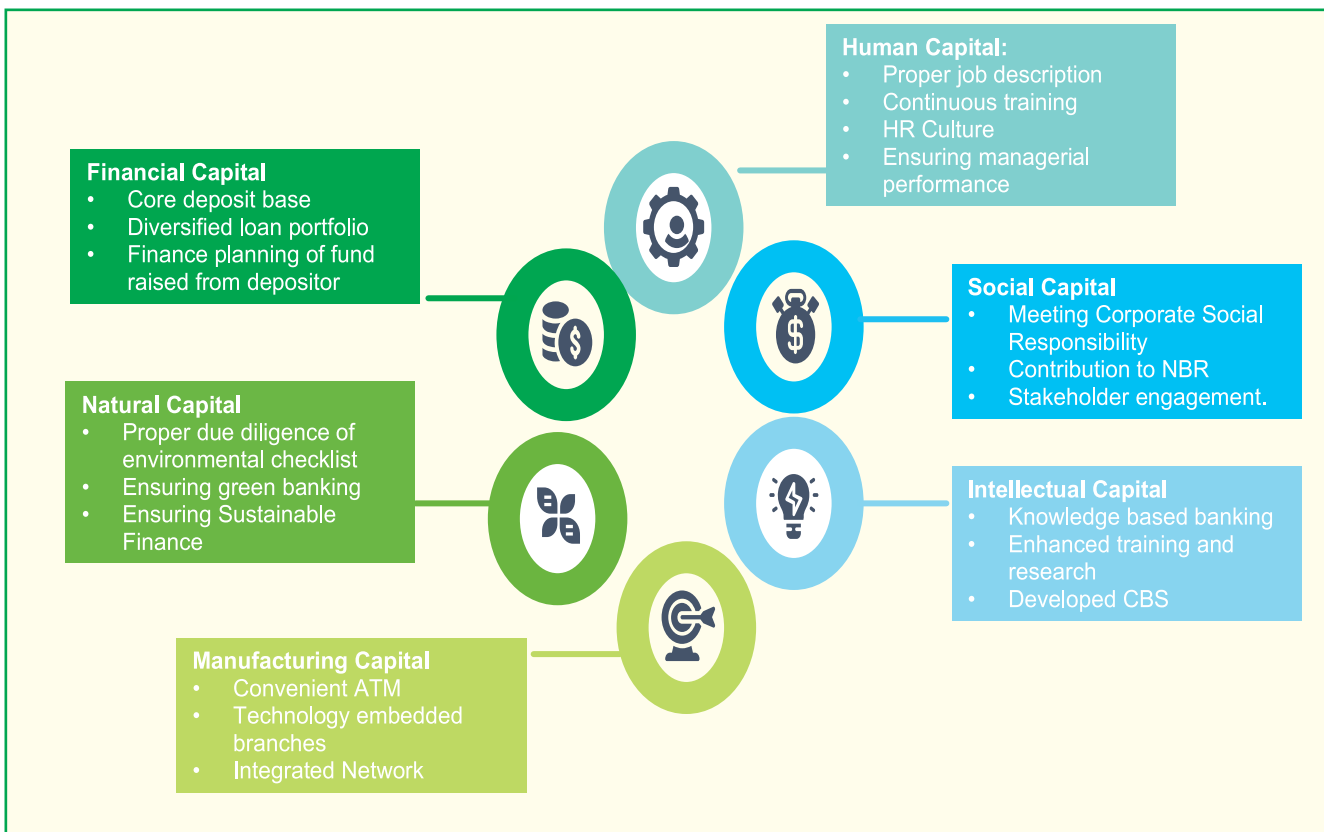 Human Capital:
• Proper job description
• Continuous training
• HR Culture
• Ensuring managerial
performance
Financial Capital
• Core deposit base
• Diversified loan portfolio
• Finance planning of fund
raised from depositor
Social Capital
• Meeting Corporate Social
Responsibility
• Contribution to NBR
• Stakeholder engagement.
Natural Capital
• Proper due diligence of
environmental checklist
• Ensuring green banking
• Ensuring Sustainable
Finance
Intellectual Capital
• Knowledge based banking
• Enhanced training and
research
• Developed CBS
Manufacturing Capital
• Convenient ATM
• Technology embedded
branches
• Integrated Network